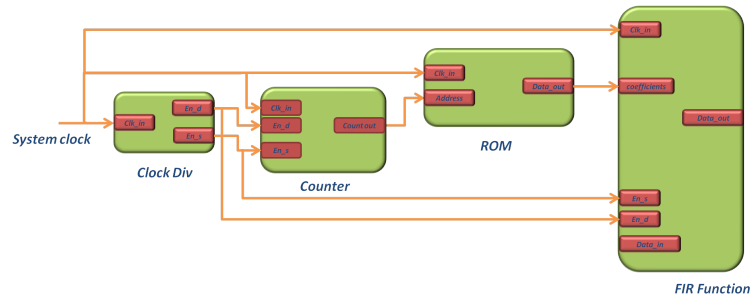 System clock
Clk_in
En_d
En_s
Clock Div
Clk_in
En_d
En_s
Count out
Counter
Clk_in
Address
Data_out
ROM
Clk_in
coefficients
Data_out
En_s
En_d
Data_in
FIR Function